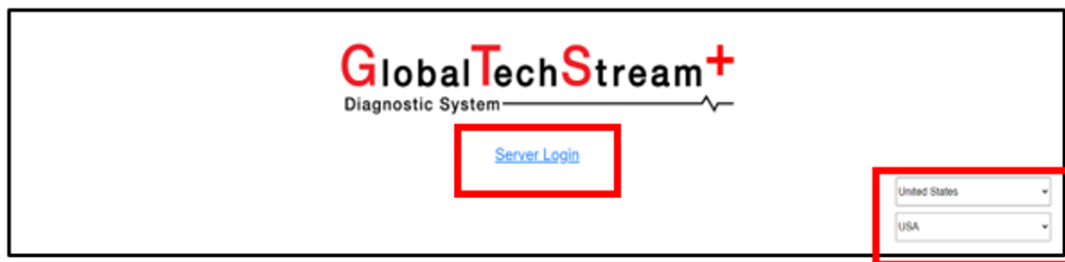 GlobalTechStream+
Diagnostic System
Server Login
United States
USA